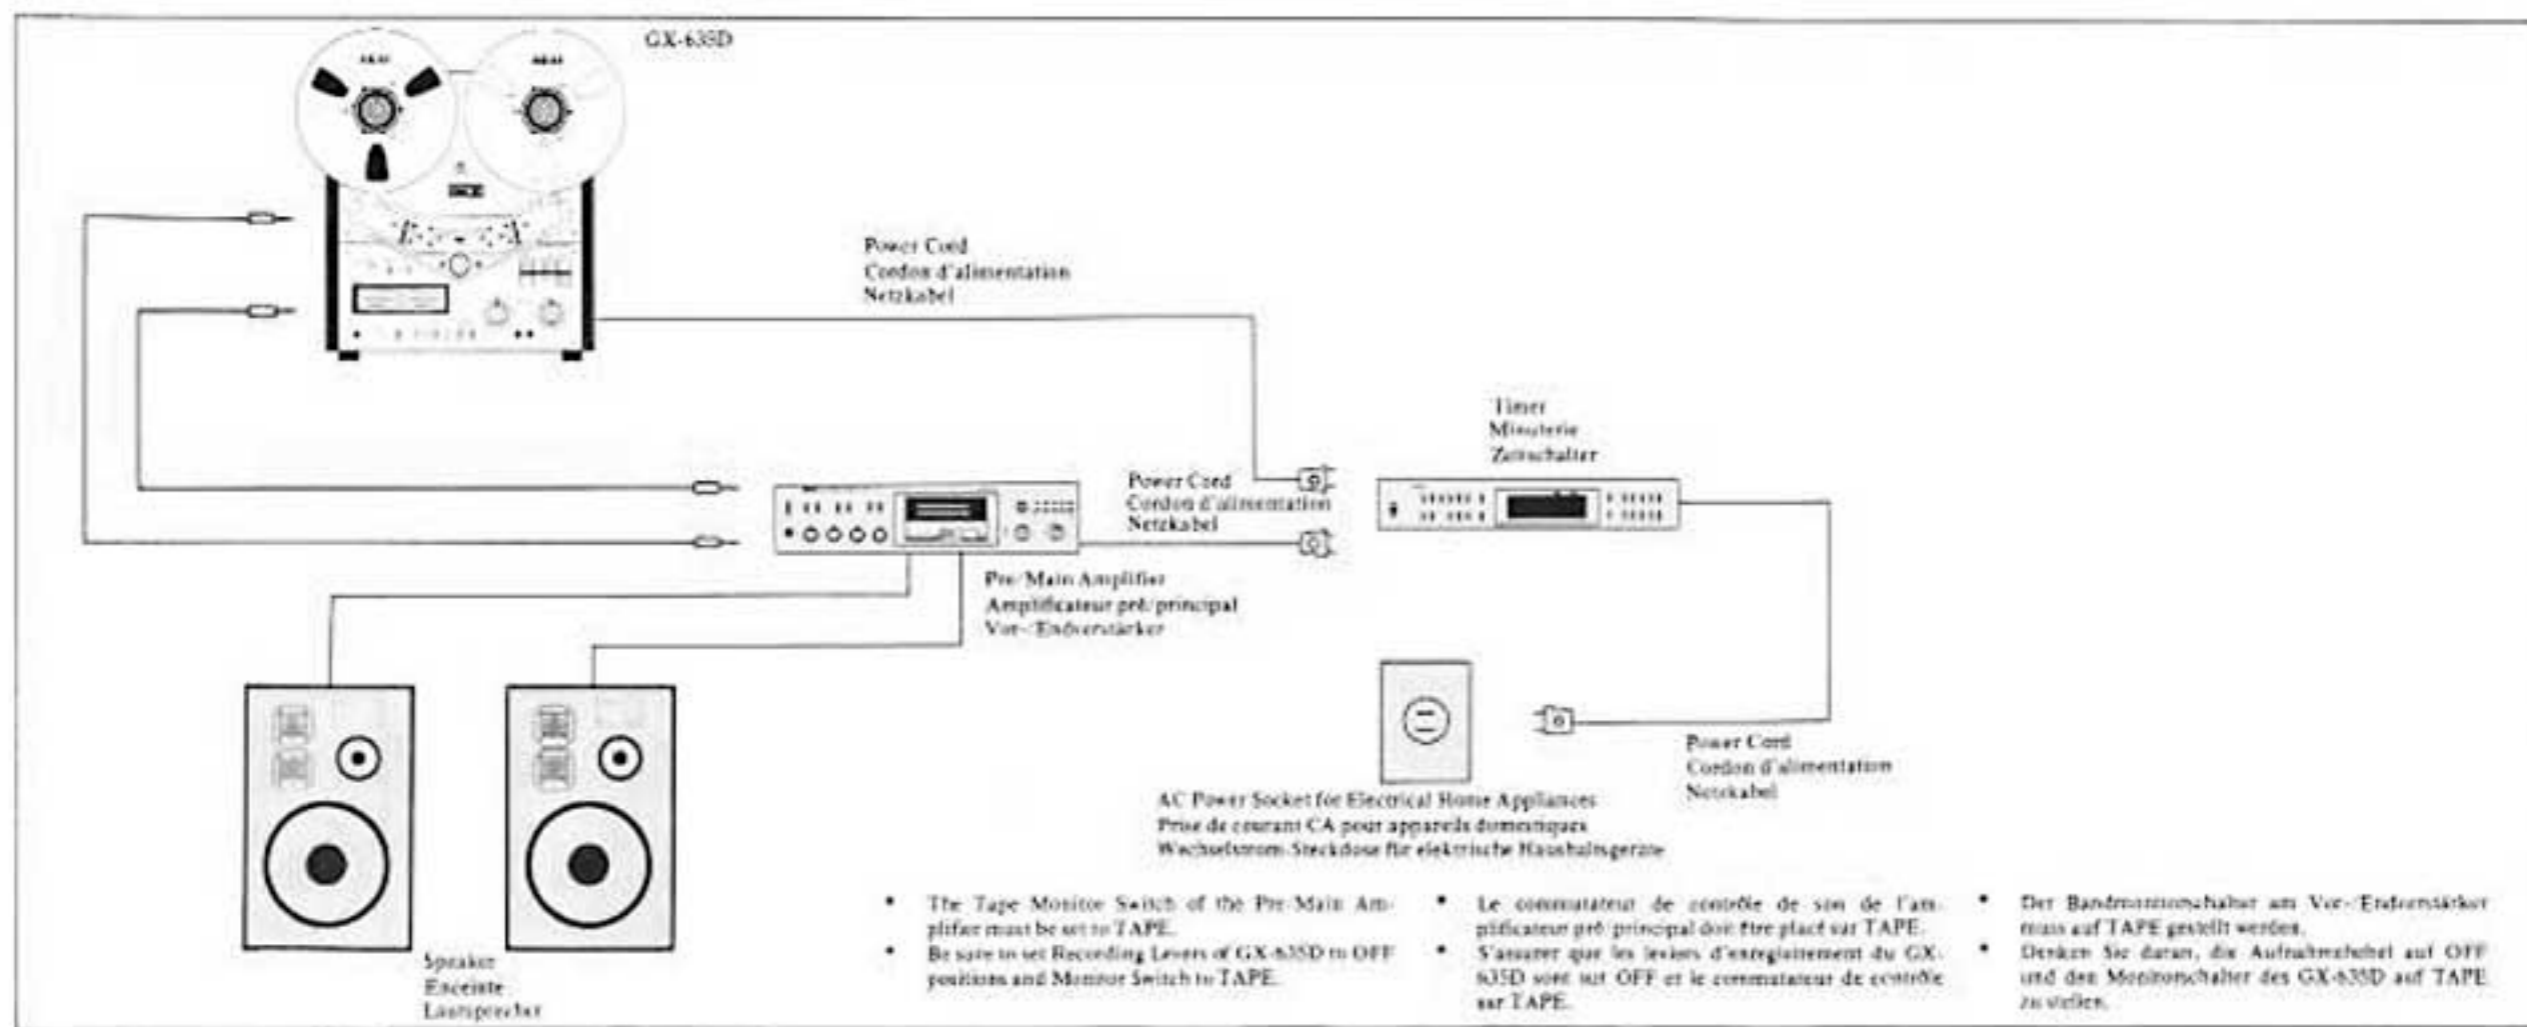 GX-635D
AKAI
AKAI
Power Cord
Cordon d'alimentation
Netzkabel
Timer
Minuterie
Zeitschalter
Power Cord
Cordon d'alimentation
Netzkabel
Pre/Main Amplifier
Amplificateur pré/principal
Vor-/Endverstärker
Power Cord
Cordon d'alimentation
Netzkabel
AC Power Socket for Electrical Home Appliances
Prise de courant CA pour appareils domestiques
Wechselstrom-Steckdose für elektrische Haushaltsgeräte
Speaker
Enceinte
Lautsprecher
• The Tape Monitor Switch of the Pre/Main Am-
plifier must be set to TAPE.
• Be sure to set Recording Levers of GX-635D to OFF
positions and Monitor Switch to TAPE.
• Le commutateur de contrôle de son de l'am-
plificateur pré/principal doit être placé sur TAPE.
• S'assurer que les leviers d'enregistrement du GX-
635D sont sur OFF et le commutateur de contrôle
sur TAPE.
• Der Bandmonitorschalter am Vor-/Endverstärker
muss auf TAPE gestellt werden.
• Denken Sie daran, die Aufnahmehebel auf OFF
und den Monitorschalter des GX-635D auf TAPE
zu stellen.